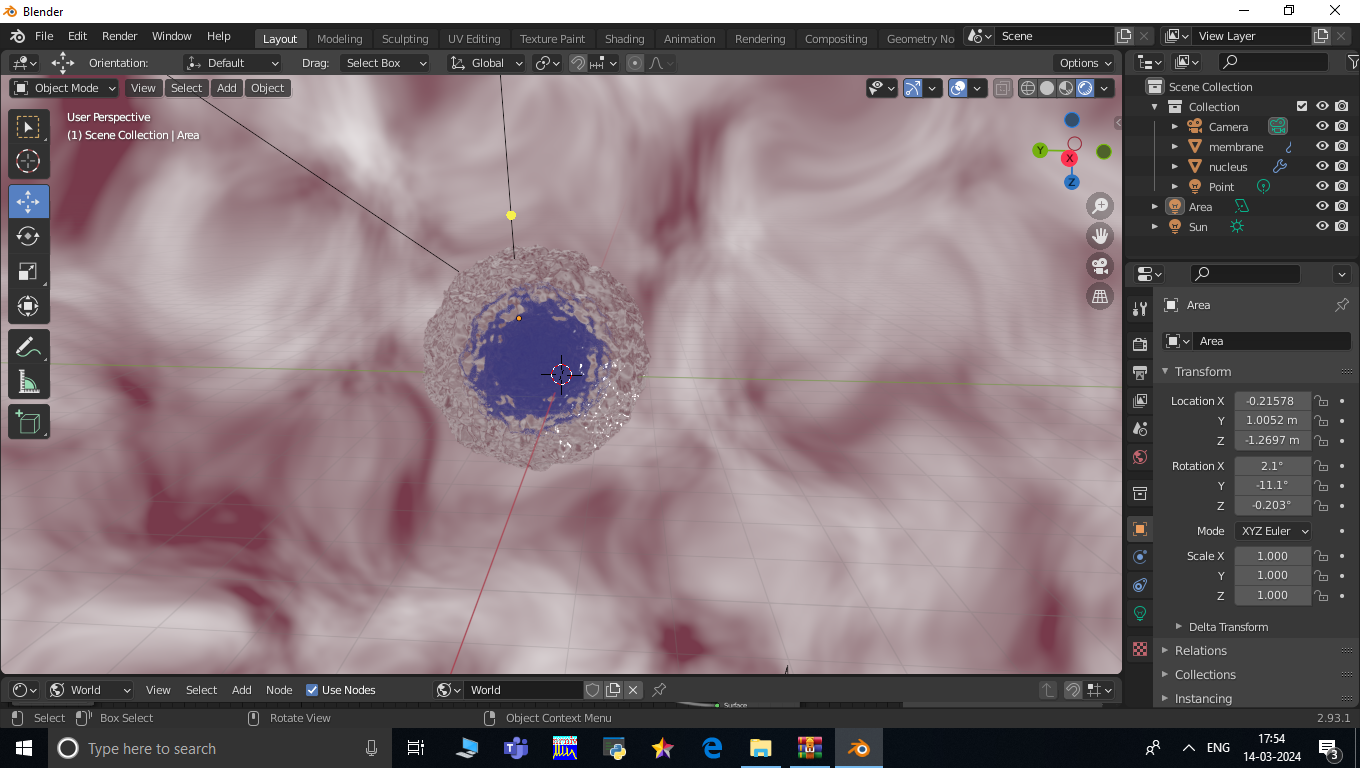 Blender
File Edit Render Window Help Layout Modeling Sculpting UV Editing Texture Paint Shading Animation Rendering Compositing Geometry No Scene View Layer
Orientation: Default Drag: Select Box Global Options
Object Mode View Select Add Object
User Perspective
(1) Scene Collection | Area
Y
X
Z
Scene Collection
Collection
Camera
membrane
nucleus
Point
Area
Sun
Area
Area
Transform
Location X -0.21578
Y 1.0052 m
Z -1.2697 m
Rotation X 2.1°
Y -11.1°
Z -0.203°
Mode XYZ Euler
Scale X 1.000
Y 1.000
Z 1.000
Delta Transform
Relations
Collections
Instancing
World View Select Add Node Use Nodes World
Surface
Select Box Select Rotate View Object Context Menu 2.93.1
Type here to search
ENG
17:54
14-03-2024
3